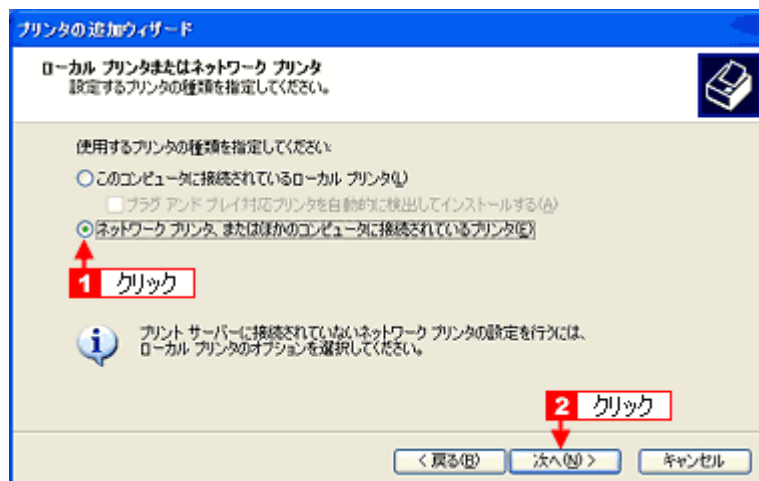 プリンタの追加ウィザード
ローカル プリンタまたはネットワーク プリンタ
設定するプリンタの種類を指定してください。
使用するプリンタの種類を指定してください:
このコンピュータに接続されているローカル プリンタ(L)
プラグ アンド プレイ対応プリンタを自動的に検出してインストールする(A)
ネットワーク プリンタ、またはほかのコンピュータに接続されているプリンタ(E)
1 クリック
プリント サーバーに接続されていないネットワーク プリンタの設定を行うには、
ローカル プリンタのオプションを選択してください。
2 クリック
< 戻る(B) 次へ(N) > キャンセル